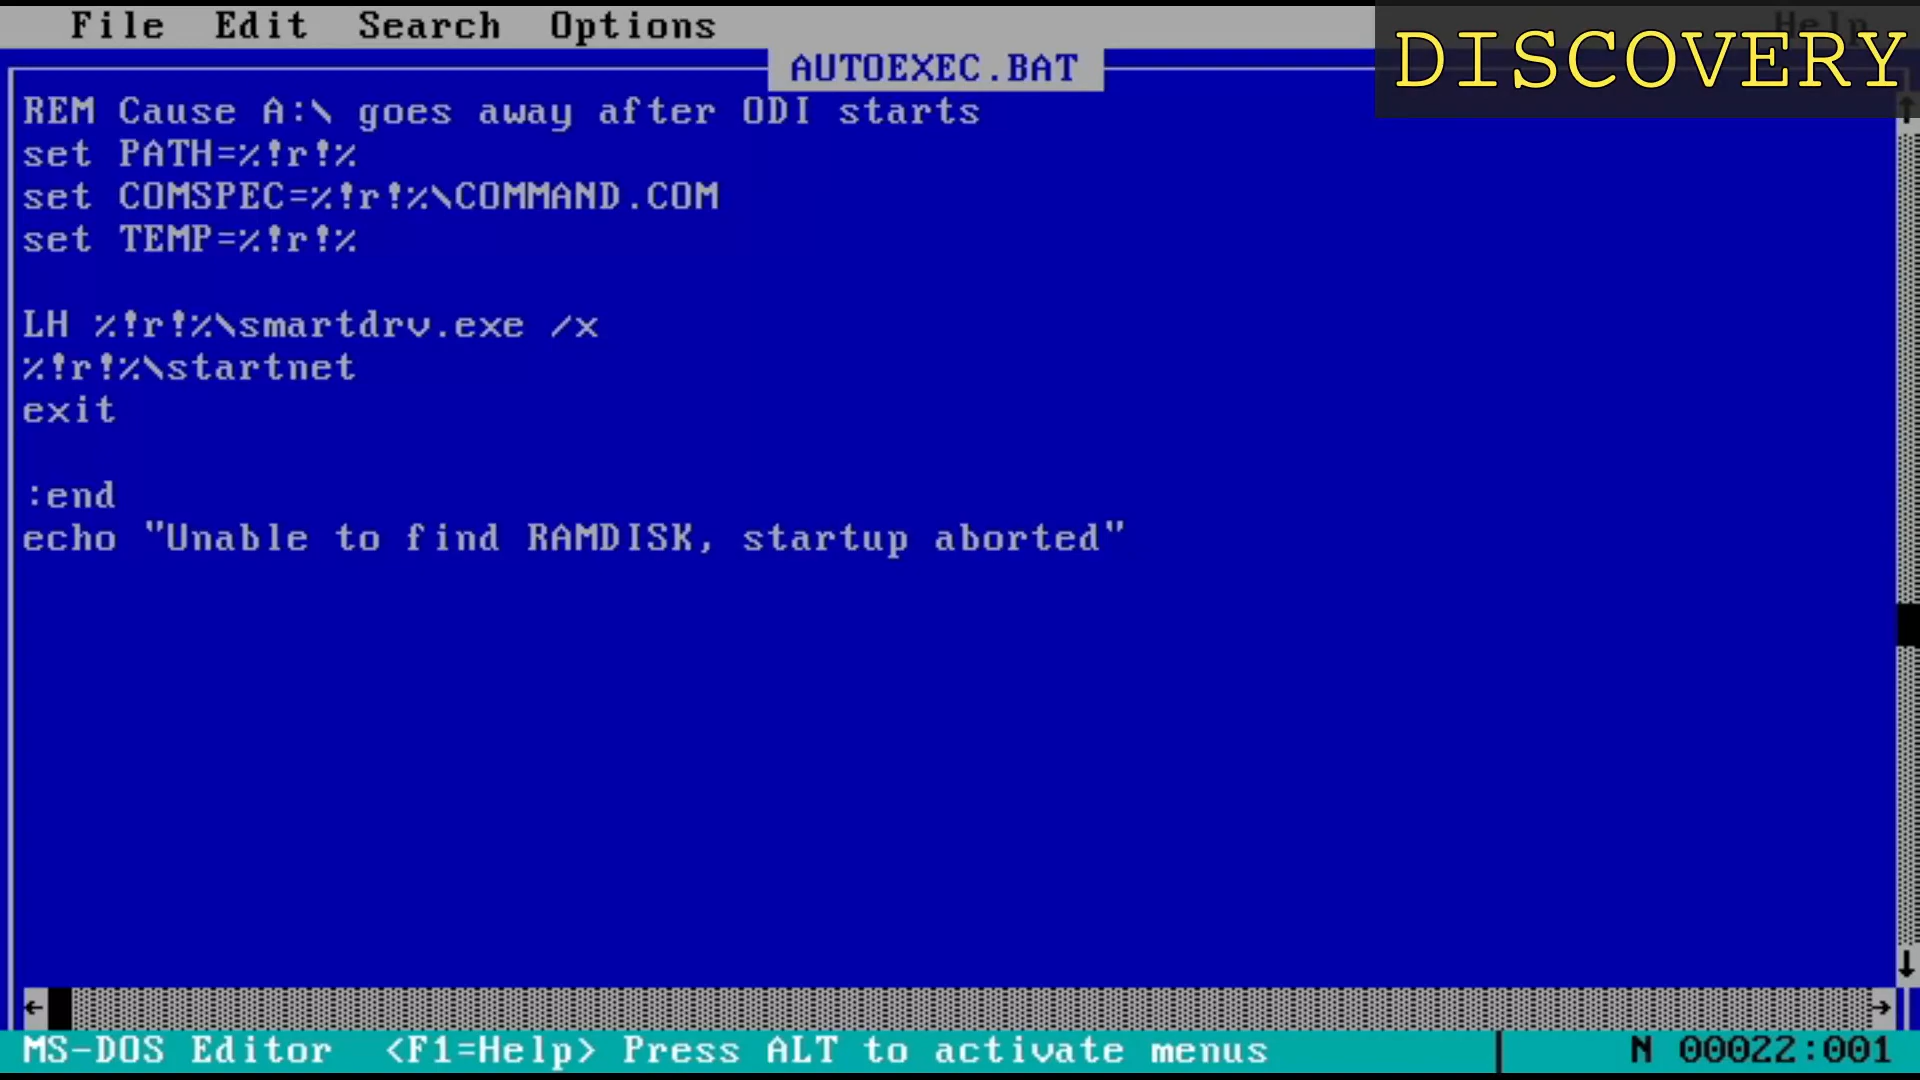 File Edit Search Options Help
DISCOVERY
AUTOEXEC.BAT
REM Cause A:\ goes away after ODI starts
set PATH=%!r!%
set COMSPEC=%!r!%\COMMAND.COM
set TEMP=%!r!%
LH %!r!%\smartdrv.exe /x
%!r!%\startnet
exit
:end
echo "Unable to find RAMDISK, startup aborted"
MS-DOS Editor <F1=Help> Press ALT to activate menus N 00022:001